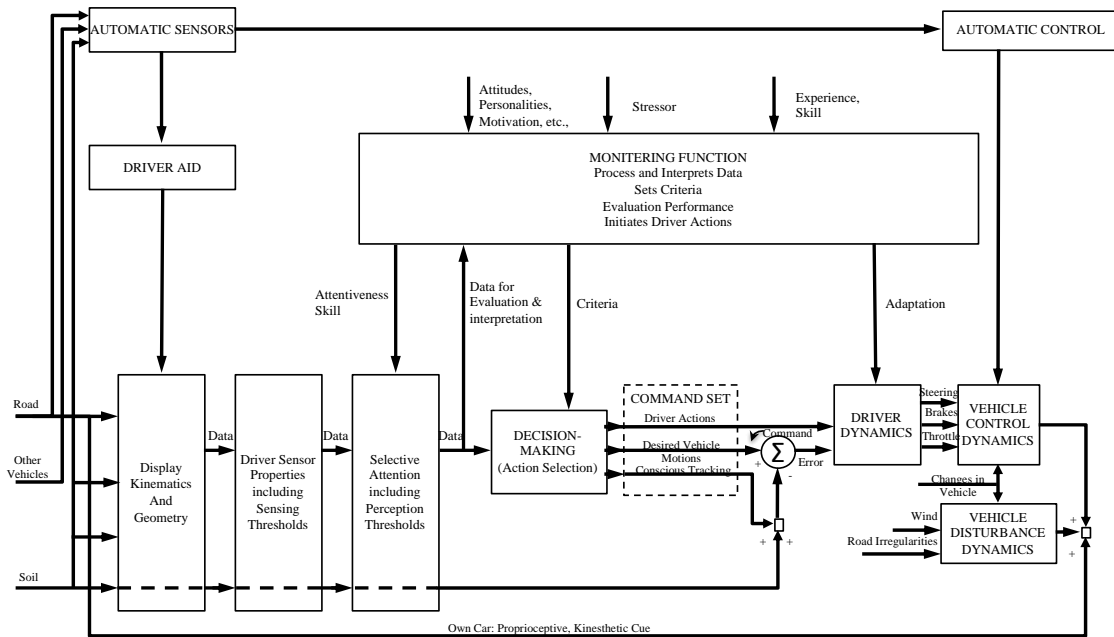 AUTOMATIC SENSORS
AUTOMATIC CONTROL
Attitudes,
Personalities,
Motivation, etc.,
Stressor
Experience,
Skill
DRIVER AID
MONITERING FUNCTION
Process and Interprets Data
Sets Criteria
Evaluation Performance
Initiates Driver Actions
Attentiveness
Skill
Data for
Evaluation &
interpretation
Criteria
Adaptation
Road
Other
Vehicles
Soil
Display
Kinematics
And
Geometry
Data
Driver Sensor
Properties
including
Sensing
Thresholds
Data
Selective
Attention
including
Perception
Thresholds
Data
DECISION-
MAKING
(Action Selection)
COMMAND SET
Driver Actions
Desired Vehicle
Motions
Conscious Tracking
Command
Σ
+
-
Error
+
+
DRIVER
DYNAMICS
Steering
Brakes
Throttle
VEHICLE
CONTROL
DYNAMICS
Changes in
Vehicle
Wind
Road Irregularities
VEHICLE
DISTURBANCE
DYNAMICS
+
+
Own Car: Proprioceptive, Kinesthetic Cue